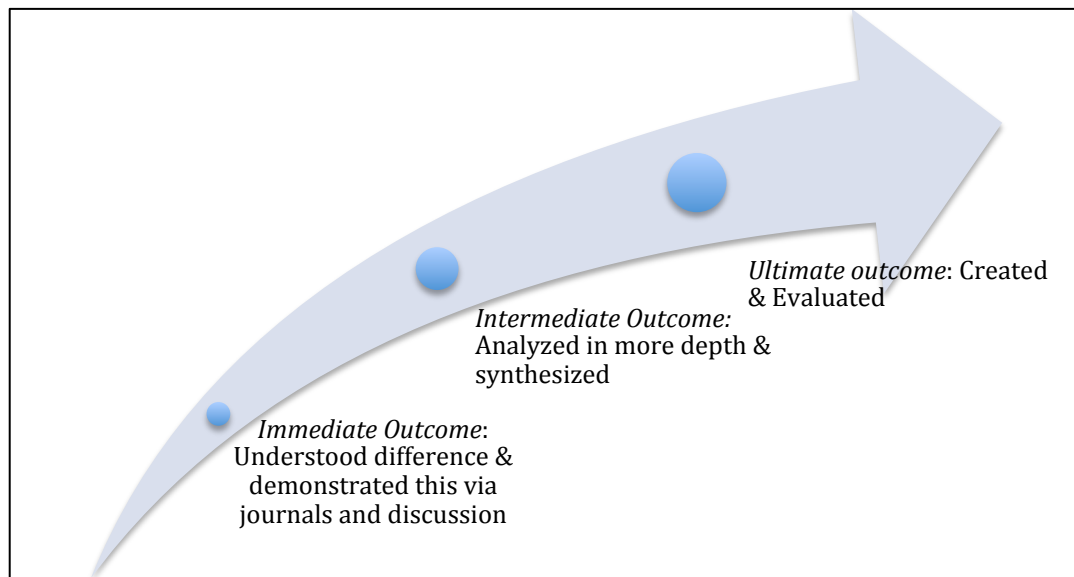 Immediate Outcome:
Understood difference &
demonstrated this via
journals and discussion
Intermediate Outcome:
Analyzed in more depth &
synthesized
Ultimate outcome: Created
& Evaluated